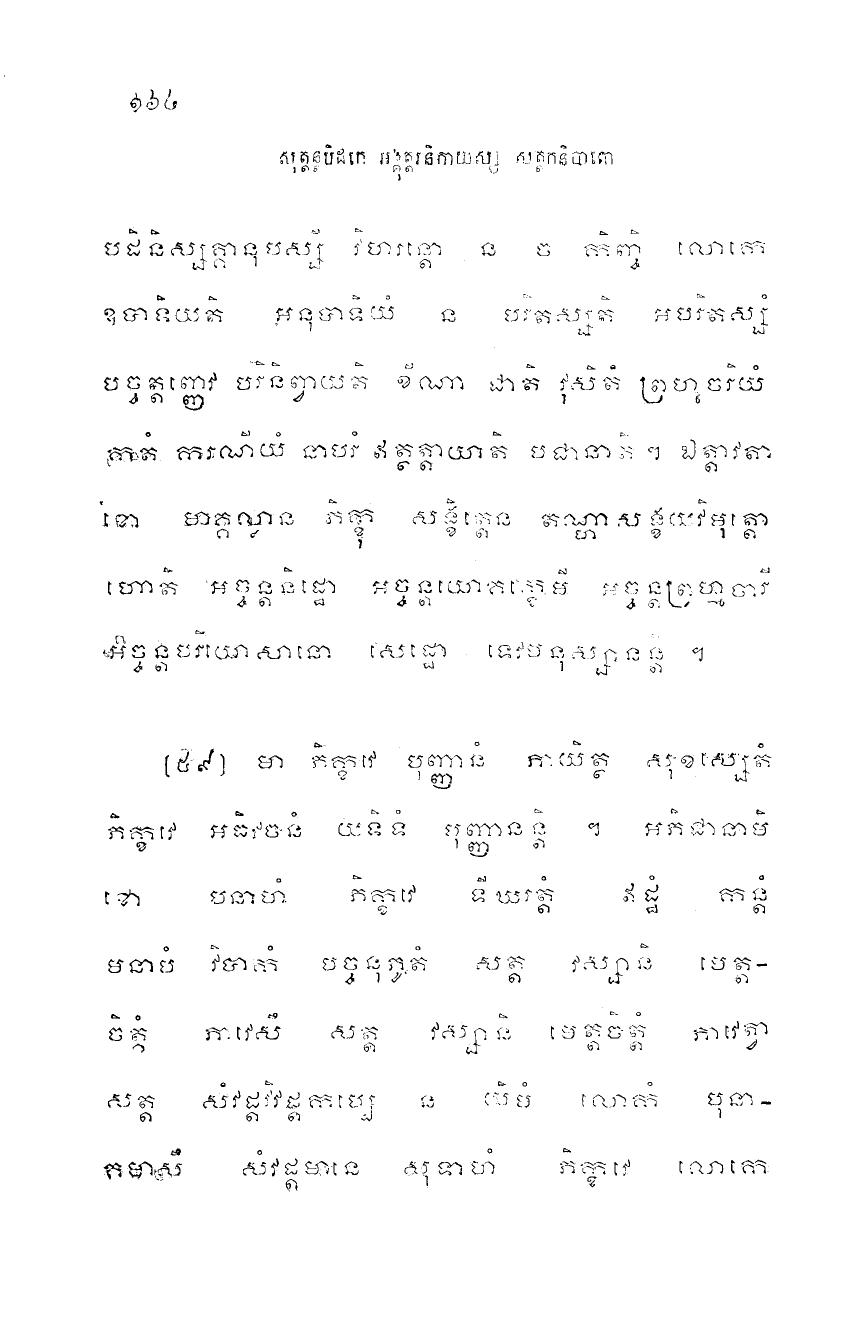 ១៦៤
សុត្តន្តបិដកេ អង្គុត្តរនិកាយស្ស សត្តកនិបាតោ
បដិនិស្សគ្គានុបស្សី វិហរន្តោ ន ច កិញ្ចិ លោកេ
ឧបាទិយតិ អនុបាទិយំ ន បរិតស្សតិ អបរិតស្សំ
បច្ចត្តញ្ញេវ បរិនិព្វាយតិ ខីណា ជាតិ វុសិតំ ព្រហ្មចរិយំ
កតំ ករណីយំ នាបរំ ឥត្ថត្តាយាតិ បជានាតិ ។ ឯត្តាវតា
ខោ មោគ្គល្លាន ភិក្ខុ សង្ខិត្តេន តណ្ហាសង្ខយវិមុត្តោ
ហោតិ អច្ចន្តនិដ្ឋោ អច្ចន្តយោគក្ខេមី អច្ចន្តព្រហ្មចារី
អច្ចន្តបរិយោសានោ សេដ្ឋោ ទេវមនុស្សានន្តិ ។
[៥៩] មា ភិក្ខវេ បុញ្ញានំ ភាយិត្ថ សុខស្សេតំ
ភិក្ខវេ អធិវចនំ យទិទំ បុញ្ញានន្តិ ។ អភិជានាមិ
ខោ បនាហំ ភិក្ខវេ ទីឃរត្តំ ឥដ្ឋំ កន្តំ
មនាបំ វិបាកំ បច្ចនុភូតំ សត្ត វស្សានិ មេត្ត-
ចិត្តំ ភាវេសឹ សត្ត វស្សានិ មេត្តចិត្តំ ភាវេត្វា
សត្ត សំវដ្តវិវដ្តកប្បេ ន យិមំ លោកំ បុនា-
គមាសឹ សំវដ្តមានេ សុទាហំ ភិក្ខវេ លោកេ